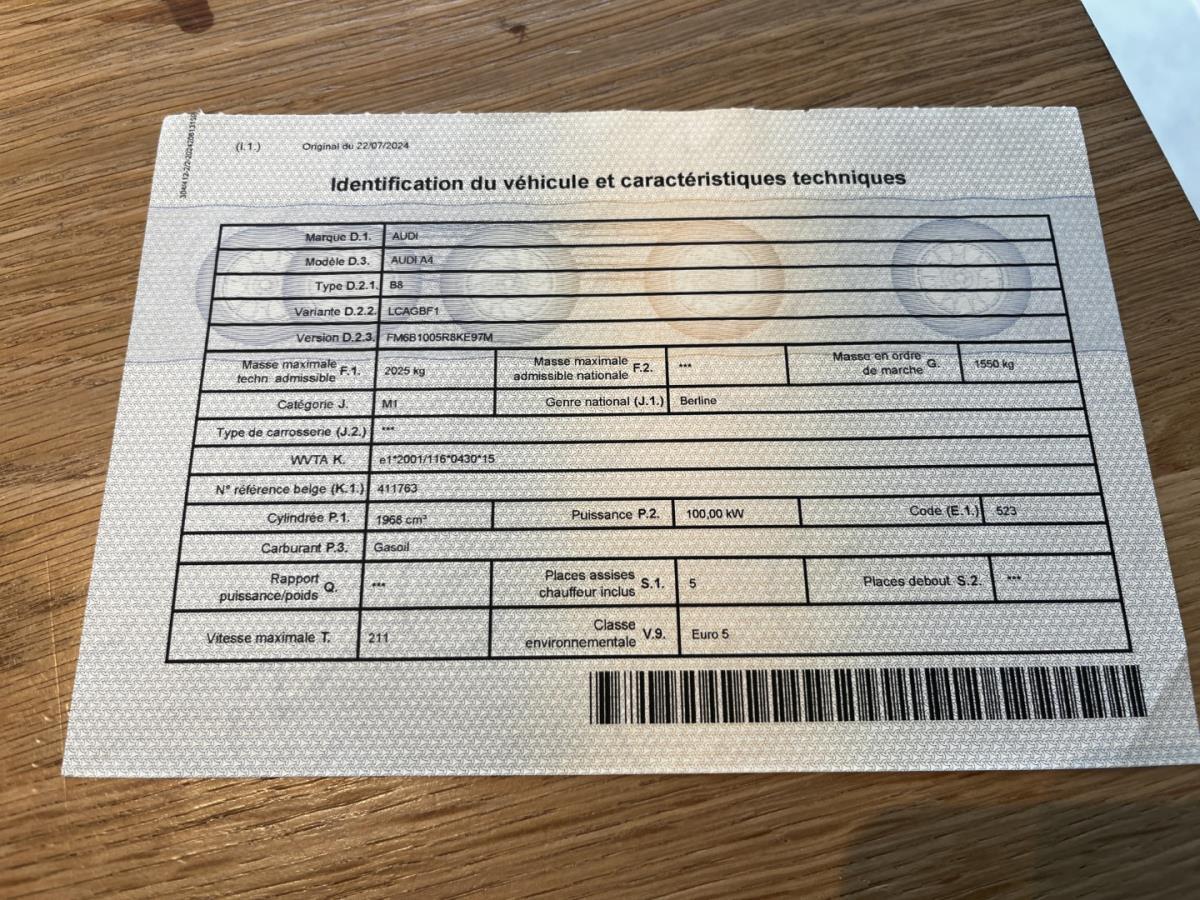 (I.1.) Original du 22/07/2024
Identification du véhicule et caractéristiques techniques
Marque D.1. AUDI
Modèle D.3. AUDI A4
Type D.2.1. B8
Variante D.2.2. LCAGBF1
Version D.2.3. FM6B1005R8KE97M
Masse maximale techn. admissible F.1. 2025 kg Masse maximale admissible nationale F.2. *** Masse en ordre de marche G. 1550 kg
Catégorie J. M1 Genre national (J.1.) Berline
Type de carrosserie (J.2.) ***
WVTA K. e1*2001/116*0430*15
N° référence belge (K.1.) 411763
Cylindrée P.1. 1968 cm³ Puissance P.2. 100,00 kW Code (E.1.) 523
Carburant P.3. Gasoil
Rapport puissance/poids Q. *** Places assises chauffeur inclus S.1. 5 Places debout S.2. ***
Vitesse maximale T. 211 Classe environnementale V.9. Euro 5